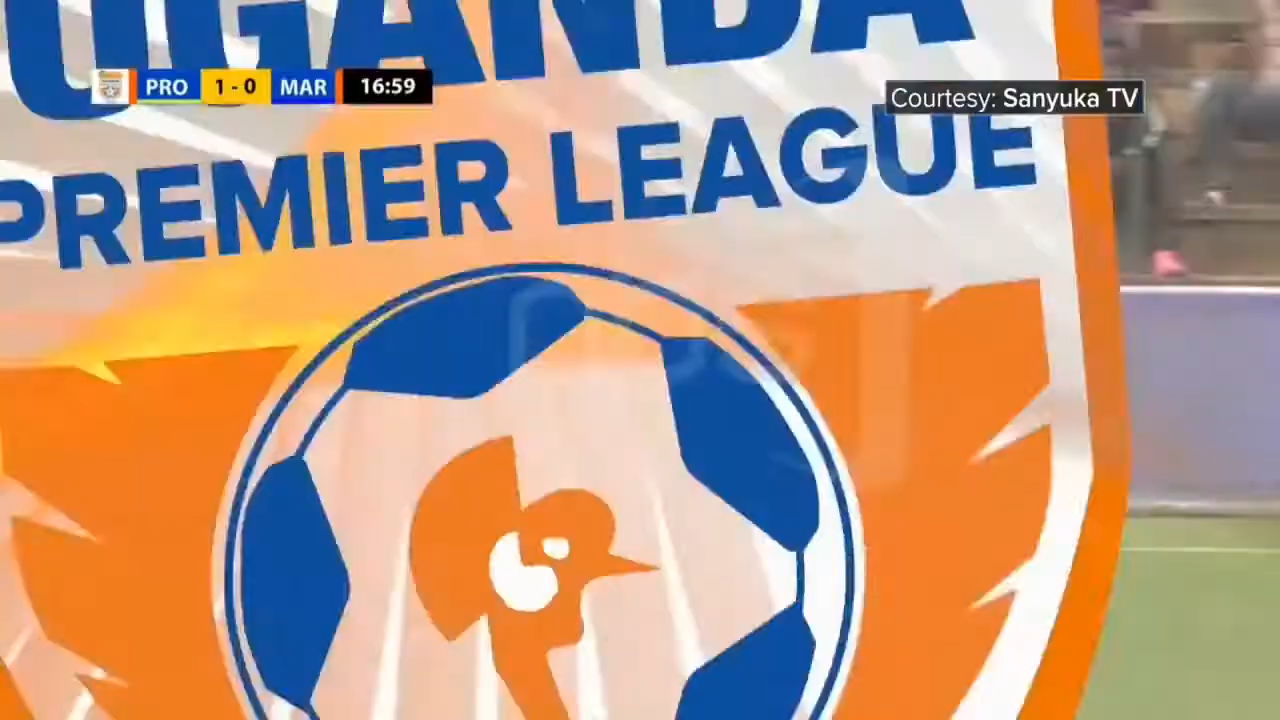 UGANDA
PREMIER LEAGUE
PRO 1 - 0 MAR 16:59
Courtesy: Sanyuka TV